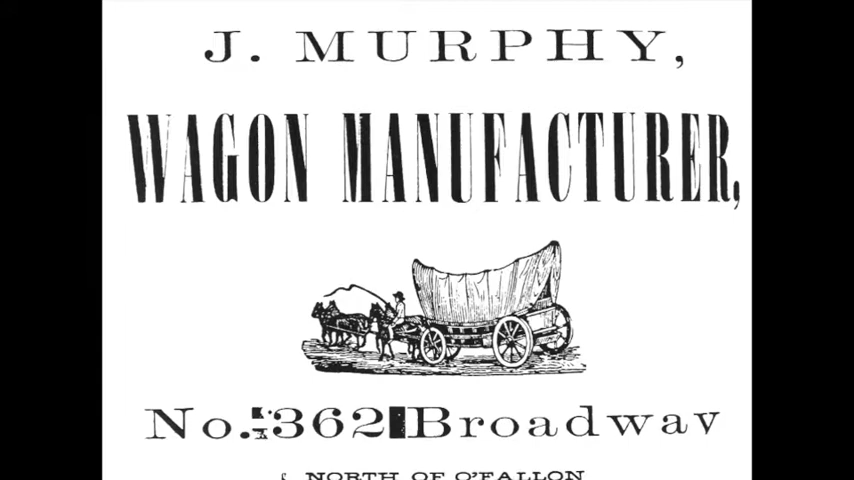 J. MURPHY,
WAGON MANUFACTURER,
No. 362 Broadway
NORTH OF O'FALLON